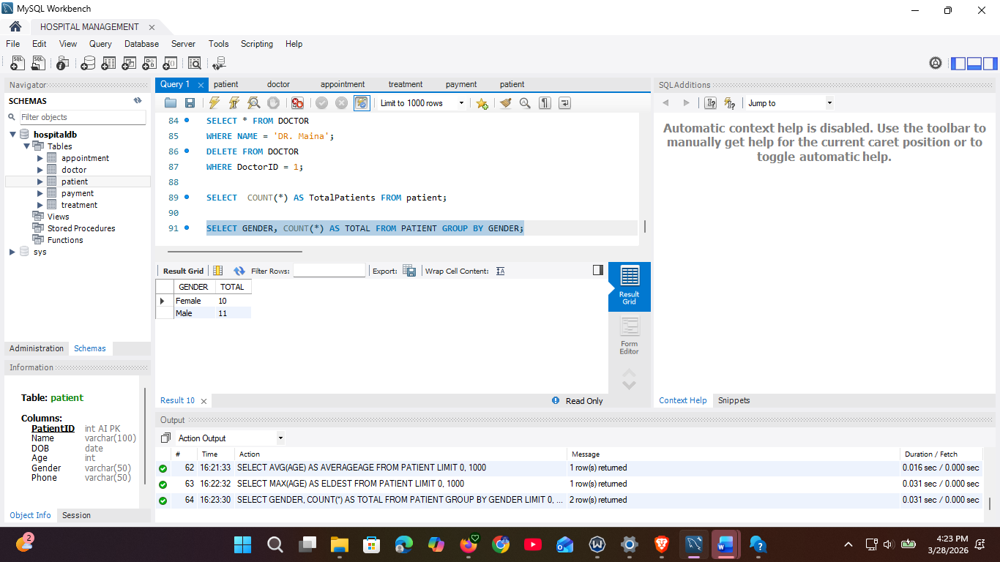 MySQL Workbench
HOSPITAL MANAGEMENT
File Edit View Query Database Server Tools Scripting Help
Navigator
SCHEMAS
Filter objects
hospitaldb
Tables
appointment
doctor
patient
payment
treatment
Views
Stored Procedures
Functions
sys
Administration Schemas
Information
Table: patient
Columns:
PatientID int AI PK
Name varchar(100)
DOB date
Age int
Gender varchar(50)
Phone varchar(50)
Object Info Session
Query 1 patient doctor appointment treatment payment patient
Limit to 1000 rows
84 SELECT * FROM DOCTOR
85 WHERE NAME = 'DR. Maina';
86 DELETE FROM DOCTOR
87 WHERE DoctorID = 1;
88
89 SELECT COUNT(*) AS TotalPatients FROM patient;
90
91 SELECT GENDER, COUNT(*) AS TOTAL FROM PATIENT GROUP BY GENDER;
Result Grid Filter Rows: Export: Wrap Cell Content:
GENDER TOTAL
Female 10
Male 11
Result Grid
Form Editor
Result 10 Read Only
SQLAdditions
Jump to
Automatic context help is disabled. Use the toolbar to
manually get help for the current caret position or to
toggle automatic help.
Context Help Snippets
Output
Action Output
# Time Action Message Duration / Fetch
62 16:21:33 SELECT AVG(AGE) AS AVERAGEAGE FROM PATIENT LIMIT 0, 1000 1 row(s) returned 0.016 sec / 0.000 sec
63 16:22:32 SELECT MAX(AGE) AS ELDEST FROM PATIENT LIMIT 0, 1000 1 row(s) returned 0.031 sec / 0.000 sec
64 16:23:30 SELECT GENDER, COUNT(*) AS TOTAL FROM PATIENT GROUP BY GENDER LIMIT 0, ... 2 row(s) returned 0.031 sec / 0.000 sec
2
4:23 PM
3/28/2026